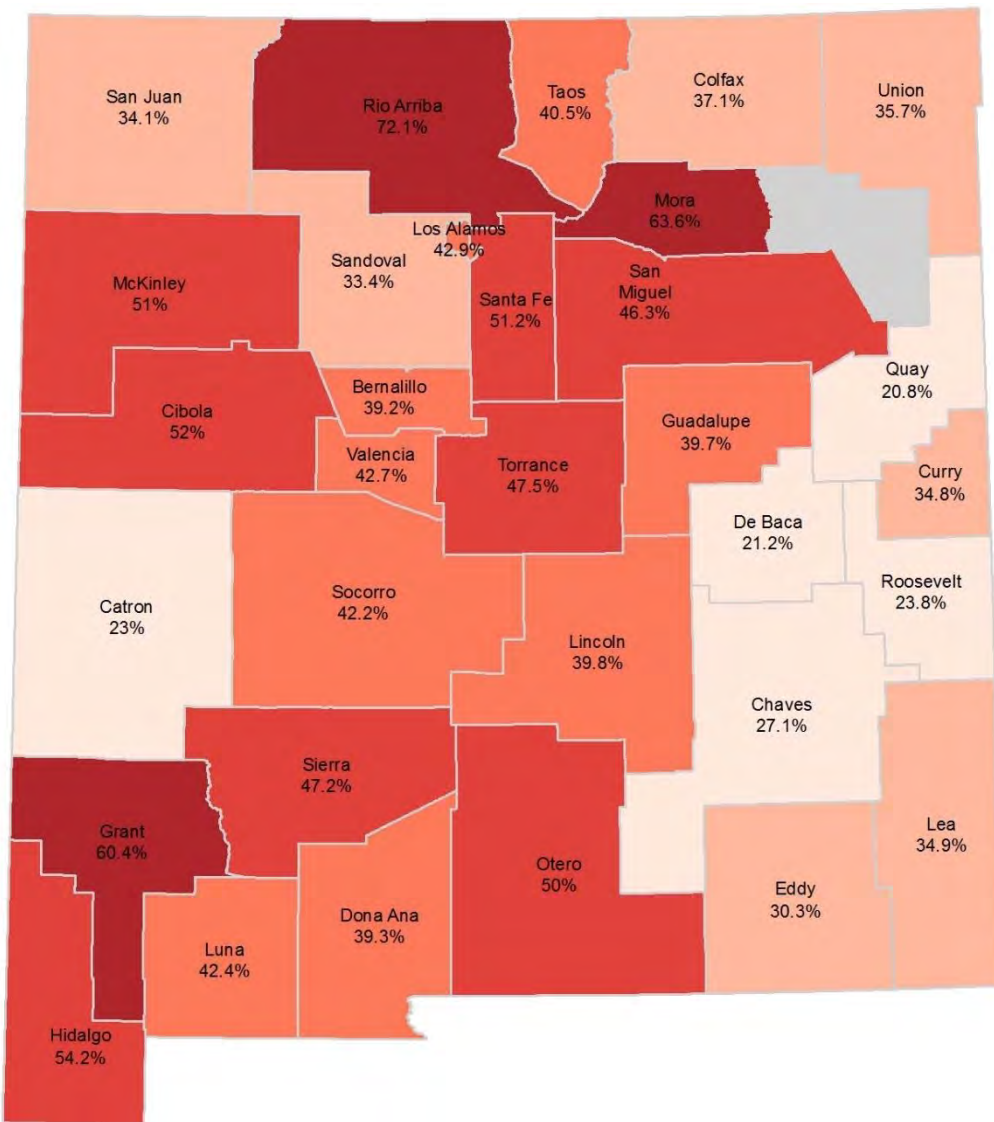 San Juan
34.1%
Rio Arriba
72.1%
Taos
40.5%
Colfax
37.1%
Union
35.7%
Mora
63.6%
Los Alamos
42.9%
Sandoval
33.4%
McKinley
51%
Santa Fe
51.2%
San
Miguel
46.3%
Quay
20.8%
Bernalillo
39.2%
Cibola
52%
Guadalupe
39.7%
Valencia
42.7%
Torrance
47.5%
Curry
34.8%
De Baca
21.2%
Roosevelt
23.8%
Catron
23%
Socorro
42.2%
Lincoln
39.8%
Chaves
27.1%
Sierra
47.2%
Grant
60.4%
Otero
50%
Lea
34.9%
Eddy
30.3%
Dona Ana
39.3%
Luna
42.4%
Hidalgo
54.2%